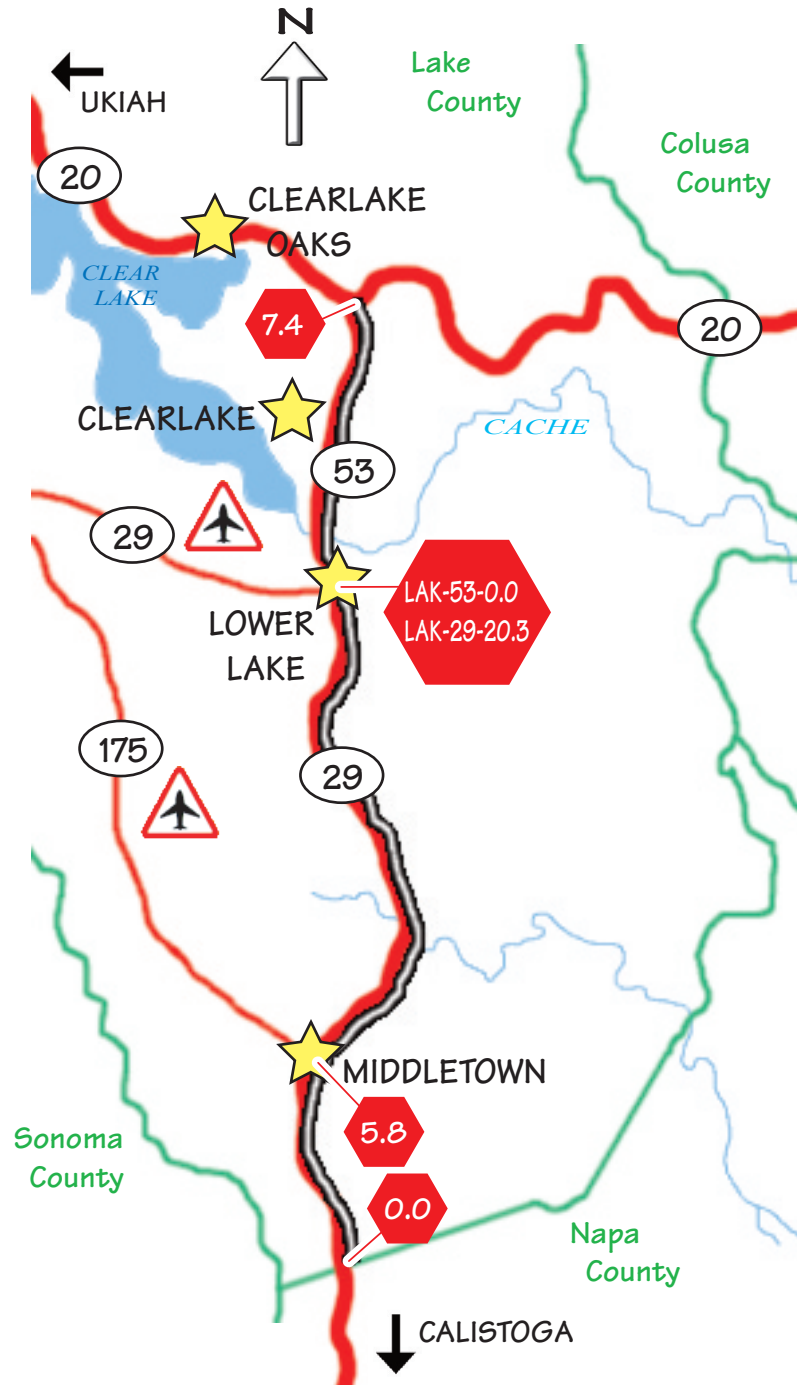 N
UKIAH
Lake
County
Colusa
County
20
CLEARLAKE
OAKS
CLEAR
LAKE
7.4
20
CLEARLAKE
CACHE
53
29
LAK-53-0.0
LAK-29-20.3
LOWER
LAKE
175
29
MIDDLETOWN
5.8
Sonoma
County
0.0
Napa
County
CALISTOGA